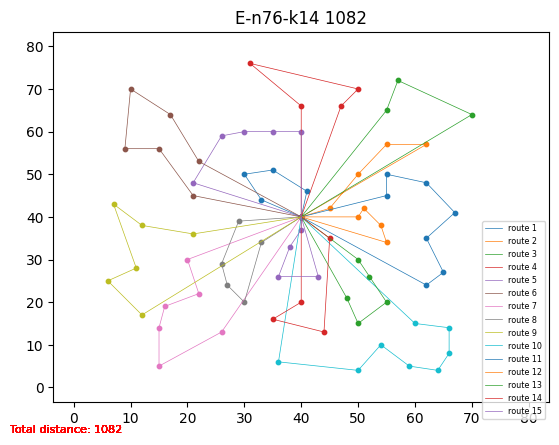 E-n76-k14 1082
80
70
60
50
40
30
20
10
0
0 10 20 30 40 50 60 70 80
route 1
route 2
route 3
route 4
route 5
route 6
route 7
route 8
route 9
route 10
route 11
route 12
route 13
route 14
route 15
Total distance: 1082